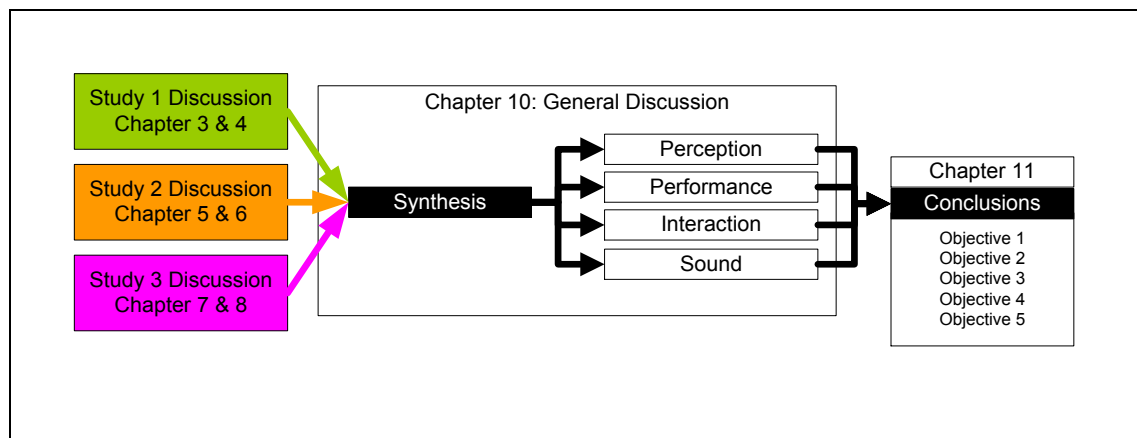 Study 1 Discussion
Chapter 3 & 4
Study 2 Discussion
Chapter 5 & 6
Study 3 Discussion
Chapter 7 & 8
Chapter 10: General Discussion
Synthesis
Perception
Performance
Interaction
Sound
Chapter 11
Conclusions
Objective 1
Objective 2
Objective 3
Objective 4
Objective 5